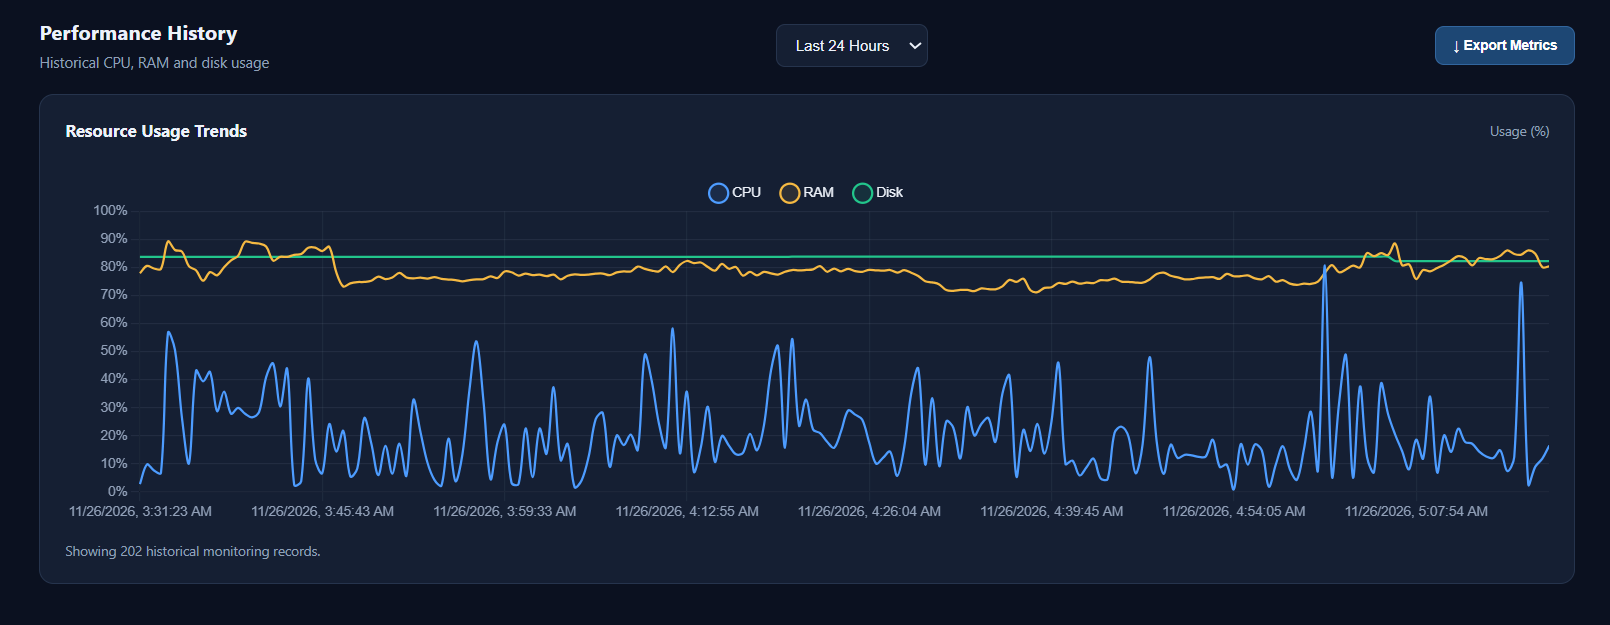 Performance History
Historical CPU, RAM and disk usage
Last 24 Hours
↓ Export Metrics
Resource Usage Trends
Usage (%)
CPU RAM Disk
100%
90%
80%
70%
60%
50%
40%
30%
20%
10%
0%
11/26/2026, 3:31:23 AM 11/26/2026, 3:45:43 AM 11/26/2026, 3:59:33 AM 11/26/2026, 4:12:55 AM 11/26/2026, 4:26:04 AM 11/26/2026, 4:39:45 AM 11/26/2026, 4:54:05 AM 11/26/2026, 5:07:54 AM
Showing 202 historical monitoring records.